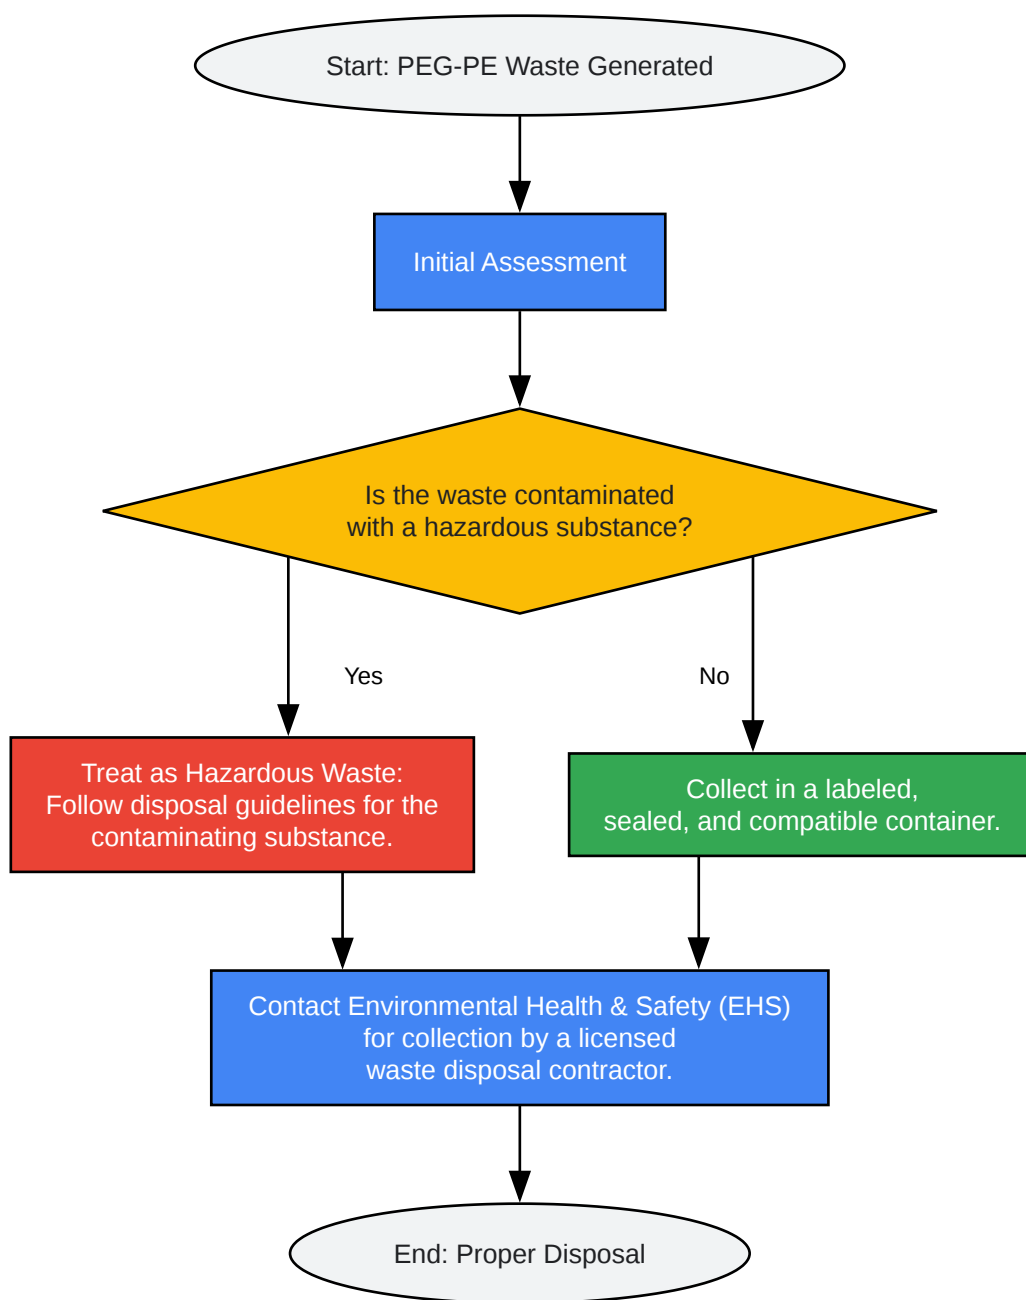 Start: PEG-PE Waste Generated
Initial Assessment
Is the waste contaminated
with a hazardous substance?
Yes
No
Treat as Hazardous Waste:
Follow disposal guidelines for the
contaminating substance.
Collect in a labeled,
sealed, and compatible container.
Contact Environmental Health & Safety (EHS)
for collection by a licensed
waste disposal contractor.
End: Proper Disposal